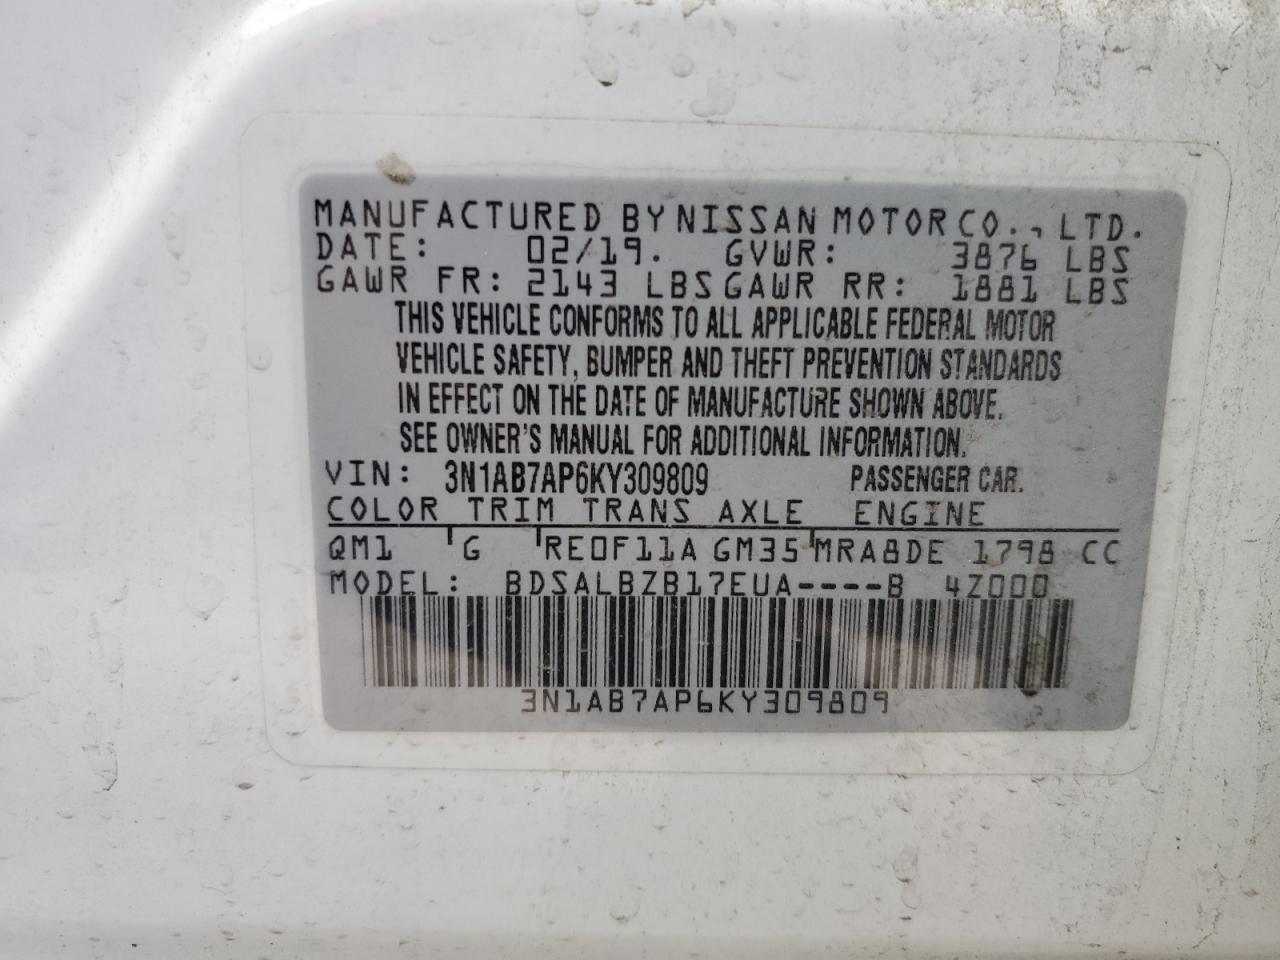 MANUFACTURED BY NISSAN MOTOR CO., LTD.
DATE: 02/19. GVWR: 3876 LBS
GAWR FR: 2143 LBS GAWR RR: 1881 LBS
THIS VEHICLE CONFORMS TO ALL APPLICABLE FEDERAL MOTOR
VEHICLE SAFETY, BUMPER AND THEFT PREVENTION STANDARDS
IN EFFECT ON THE DATE OF MANUFACTURE SHOWN ABOVE.
SEE OWNER'S MANUAL FOR ADDITIONAL INFORMATION.
VIN: 3N1AB7AP6KY309809 PASSENGER CAR.
COLOR TRIM TRANS AXLE ENGINE
QM1 G RE0F11A GM35 MRA8DE 1798 CC
MODEL: BDSALBZB17EUA----B 4Z000
3N1AB7AP6KY309809